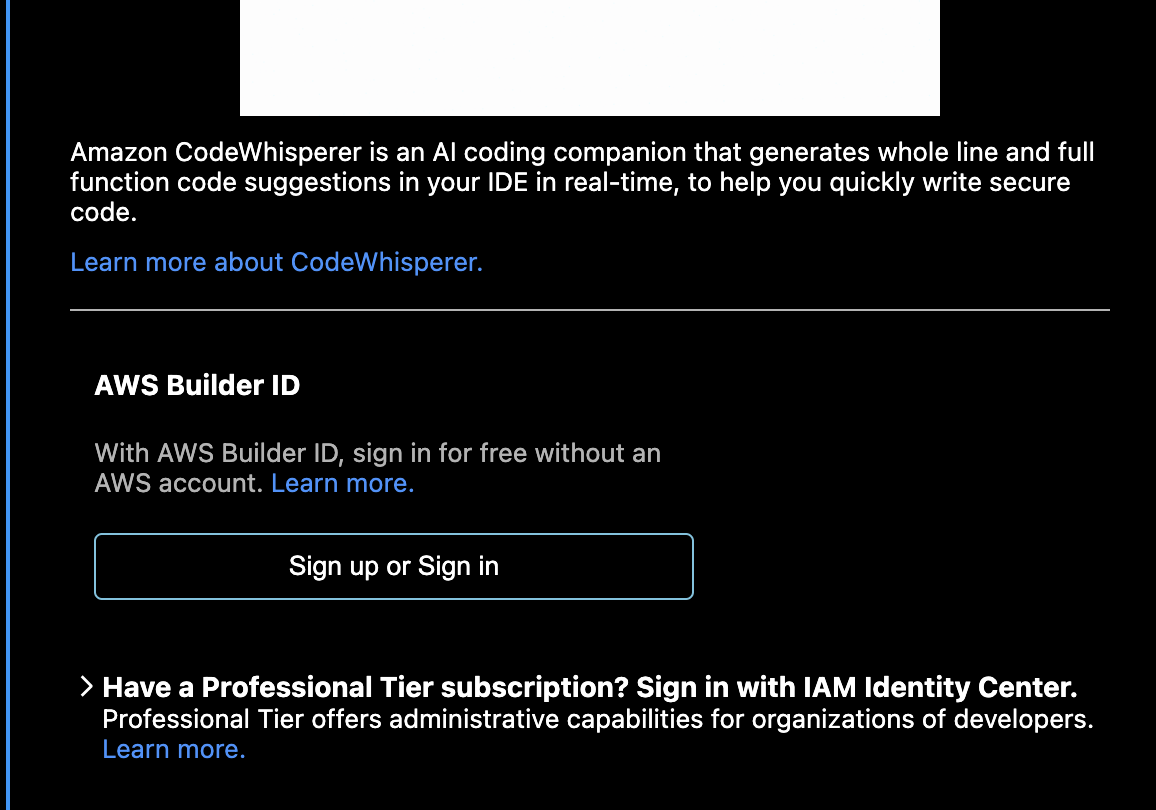 Amazon CodeWhisperer is an AI coding companion that generates whole line and full
function code suggestions in your IDE in real-time, to help you quickly write secure
code.
Learn more about CodeWhisperer.
AWS Builder ID
With AWS Builder ID, sign in for free without an
AWS account. Learn more.
Sign up or Sign in
Have a Professional Tier subscription? Sign in with IAM Identity Center.
Professional Tier offers administrative capabilities for organizations of developers.
Learn more.